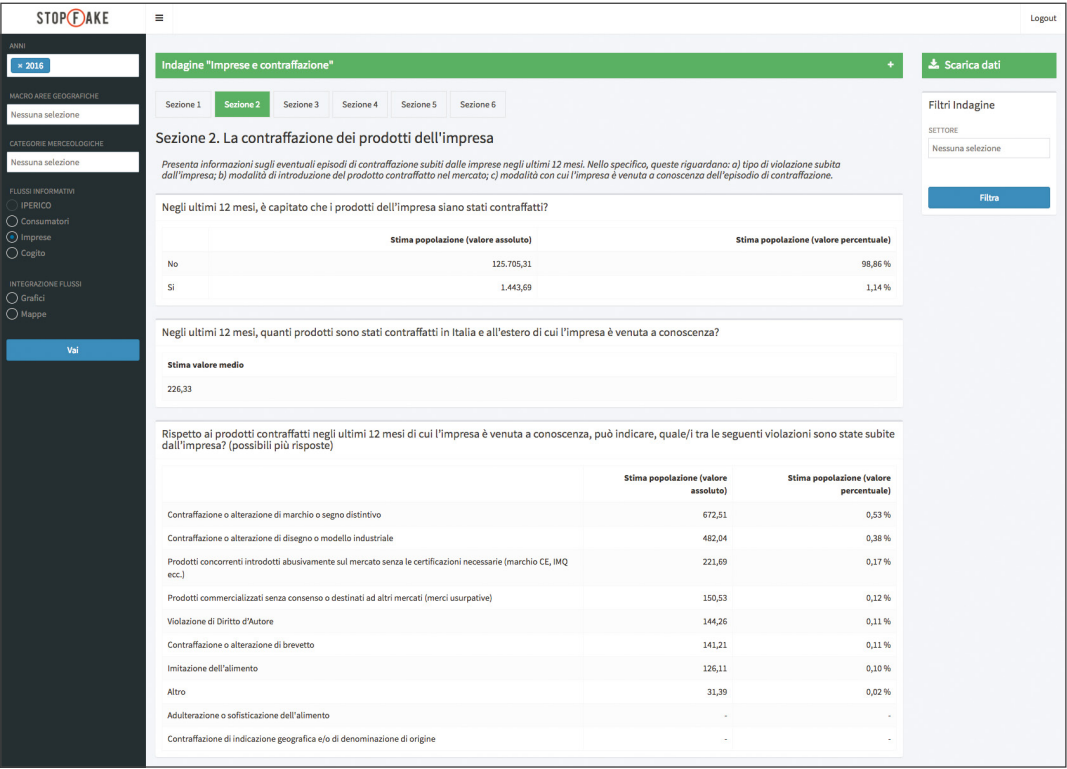 STOPFAKE
Logout
ANNI
× 2016
MACRO AREE GEOGRAFICHE
Nessuna selezione
CATEGORIE MERCEOLOGICHE
Nessuna selezione
FLUSSI INFORMATIVI
IPERICO
Consumatori
Imprese
Cogito
INTEGRAZIONE FLUSSI
Grafici
Mappe
Vai
Indagine "Imprese e contraffazione" +
Sezione 1 Sezione 2 Sezione 3 Sezione 4 Sezione 5 Sezione 6
Sezione 2. La contraffazione dei prodotti dell'impresa
Presenta informazioni sugli eventuali episodi di contraffazione subiti dalle imprese negli ultimi 12 mesi. Nello specifico, queste riguardano: a) tipo di violazione subita
dall'impresa; b) modalità di introduzione del prodotto contraffatto nel mercato; c) modalità con cui l'impresa è venuta a conoscenza dell'episodio di contraffazione.
Negli ultimi 12 mesi, è capitato che i prodotti dell'impresa siano stati contraffatti?
Stima popolazione (valore assoluto) Stima popolazione (valore percentuale)
No 125.705,31 98,86 %
Si 1.443,69 1,14 %
Negli ultimi 12 mesi, quanti prodotti sono stati contraffatti in Italia e all'estero di cui l'impresa è venuta a conoscenza?
Stima valore medio
226,33
Rispetto ai prodotti contraffatti negli ultimi 12 mesi di cui l'impresa è venuta a conoscenza, può indicare, quale/i tra le seguenti violazioni sono state subite
dall'impresa? (possibili più risposte)
Stima popolazione (valore assoluto) Stima popolazione (valore percentuale)
Contraffazione o alterazione di marchio o segno distintivo 672,51 0,53 %
Contraffazione o alterazione di disegno o modello industriale 482,04 0,38 %
Prodotti concorrenti introdotti abusivamente sul mercato senza le certificazioni necessarie (marchio CE, IMQ 221,69 0,17 %
ecc.)
Prodotti commercializzati senza consenso o destinati ad altri mercati (merci usurpative) 150,53 0,12 %
Violazione di Diritto d'Autore 144,26 0,11 %
Contraffazione o alterazione di brevetto 141,21 0,11 %
Imitazione dell'alimento 126,11 0,10 %
Altro 31,39 0,02 %
Adulterazione o sofisticazione dell'alimento - -
Contraffazione di indicazione geografica e/o di denominazione di origine - -
Scarica dati
Filtri Indagine
SETTORE
Nessuna selezione
Filtra